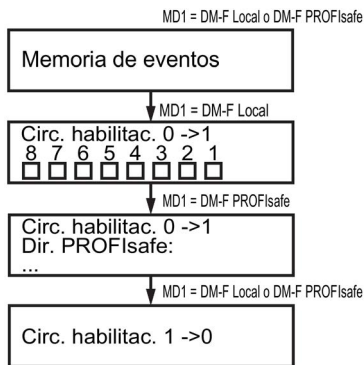 MD1 = DM-F Local o DM-F PROFIsafe
Memoria de eventos
MD1 = DM-F Local
Circ. habilitac. 0 ->1
8 7 6 5 4 3 2 1
MD1 = DM-F PROFIsafe
Circ. habilitac. 0 ->1
Dir. PROFIsafe:
...
MD1 = DM-F Local o DM-F PROFIsafe
Circ. habilitac. 1 ->0